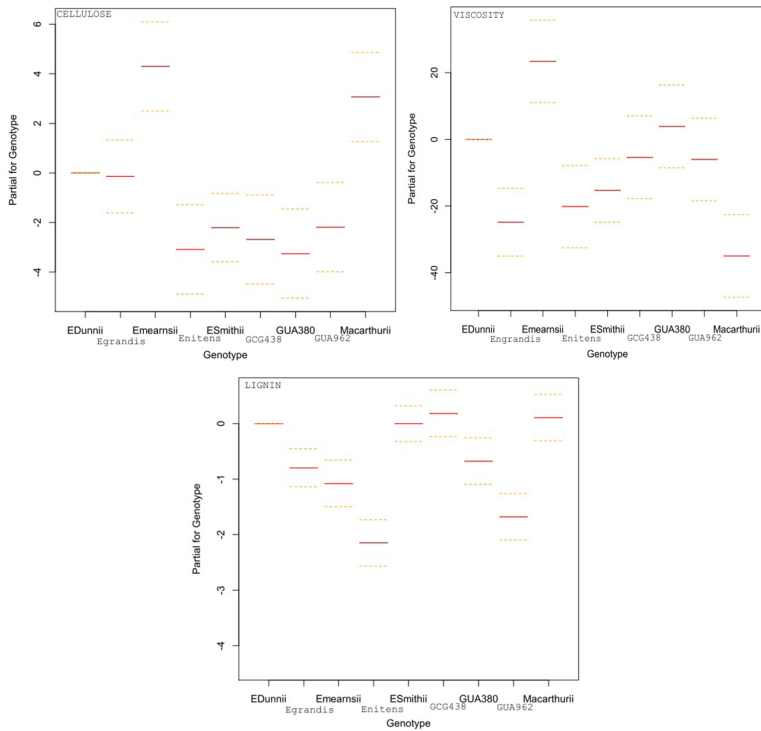 CELLULOSE
Partial for Genotype
6
4
2
0
-2
-4
EDunnii Emearnsii ESmithii GUA380 Macarthurii
Egrandis Enitens GCG438 GUA962
Genotype
VISCOSITY
Partial for Genotype
20
0
-20
-40
EDunnii Emearnsii ESmithii GUA380 Macarthurii
Engrandis Enitens GCG438 GUA962
Genotype
LIGNIN
Partial for Genotype
0
-1
-2
-3
-4
EDunnii Emearnsii ESmithii GUA380 Macarthurii
Egrandis Enitens GCG438 GUA962
Genotype